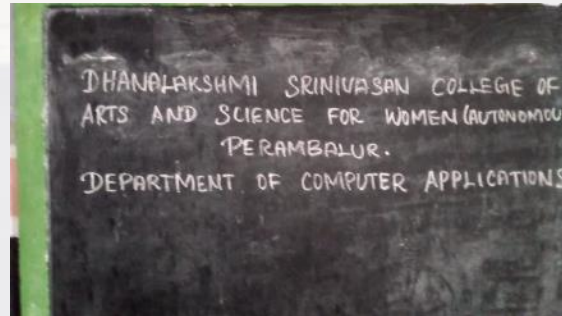 DHANALAKSHMI SRINIVASAN COLLEGE OF
ARTS AND SCIENCE FOR WOMEN (AUTONOMOU
PERAMBALUR.
DEPARTMENT OF COMPUTER APPLICATIONS